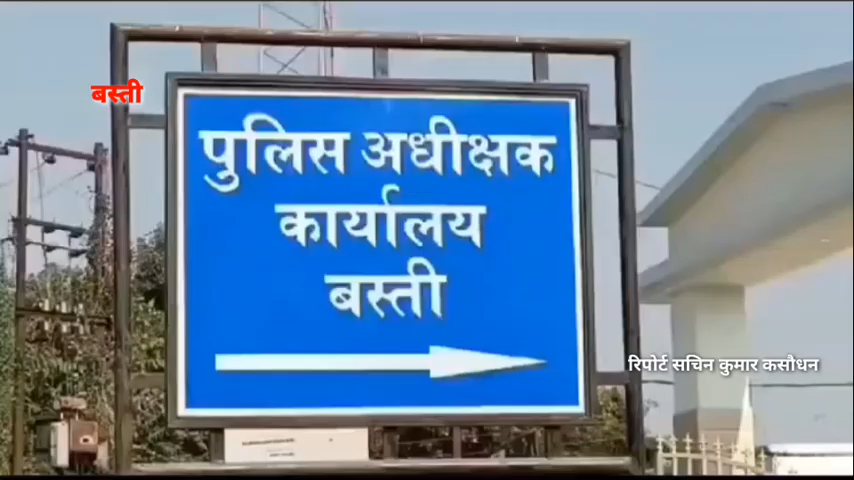 बस्ती
पुलिस अधीक्षक
कार्यालय
बस्ती
रिपोर्ट सचिन कुमार कसौधन